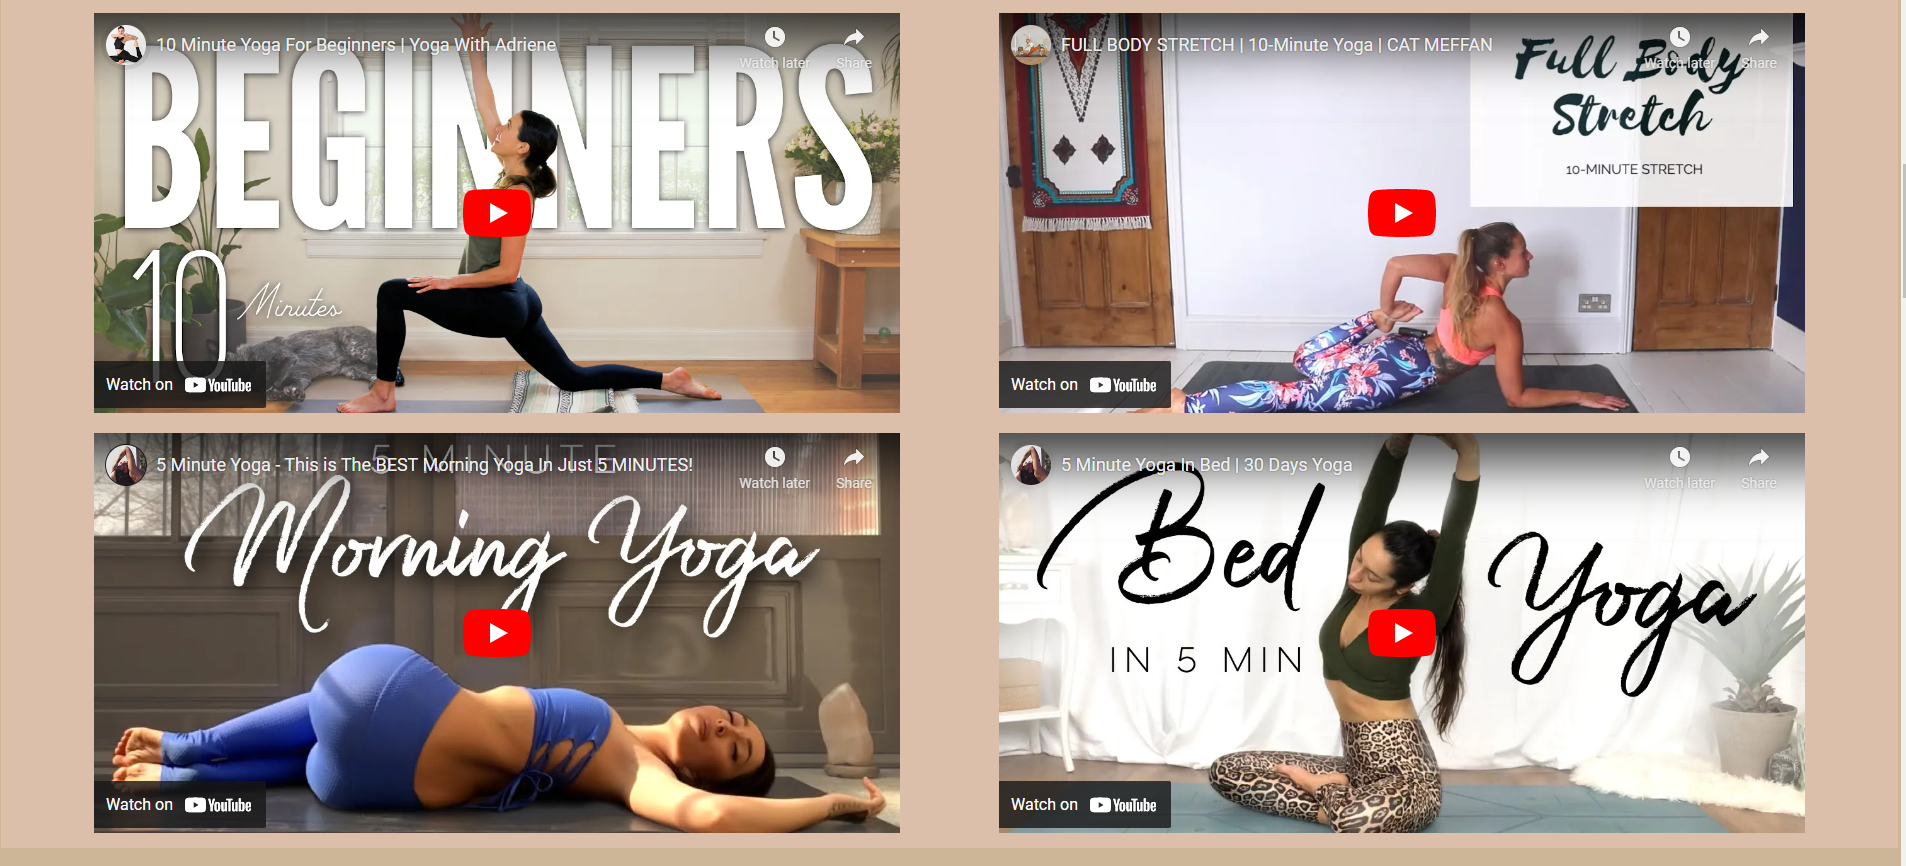 10 Minute Yoga For Beginners | Yoga With Adriene
Watch later
Share
BEGINNERS
10 Minutes
Watch on YouTube
FULL BODY STRETCH | 10-Minute Yoga | CAT MEFFAN
Watch later
Share
Full Body
Stretch
10-MINUTE STRETCH
Watch on YouTube
5 Minute Yoga - This is The BEST Morning Yoga In Just 5 MINUTES!
Watch later
Share
5 MINUTE
Morning Yoga
Watch on YouTube
5 Minute Yoga In Bed | 30 Days Yoga
Watch later
Share
Bed Yoga
IN 5 MIN
Watch on YouTube